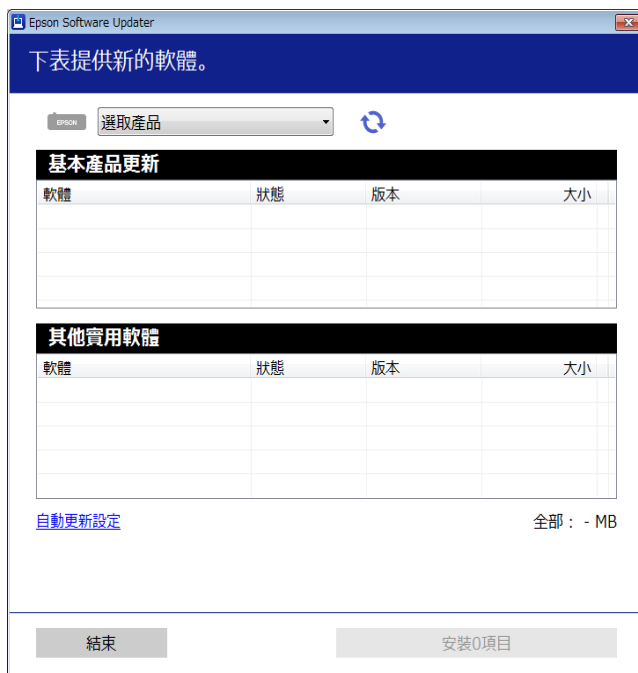 Epson Software Updater
下表提供新的軟體。
EPSON 選取產品
基本產品更新
軟體 狀態 版本 大小
其他實用軟體
軟體 狀態 版本 大小
自動更新設定 全部： - MB
結束 安裝0項目